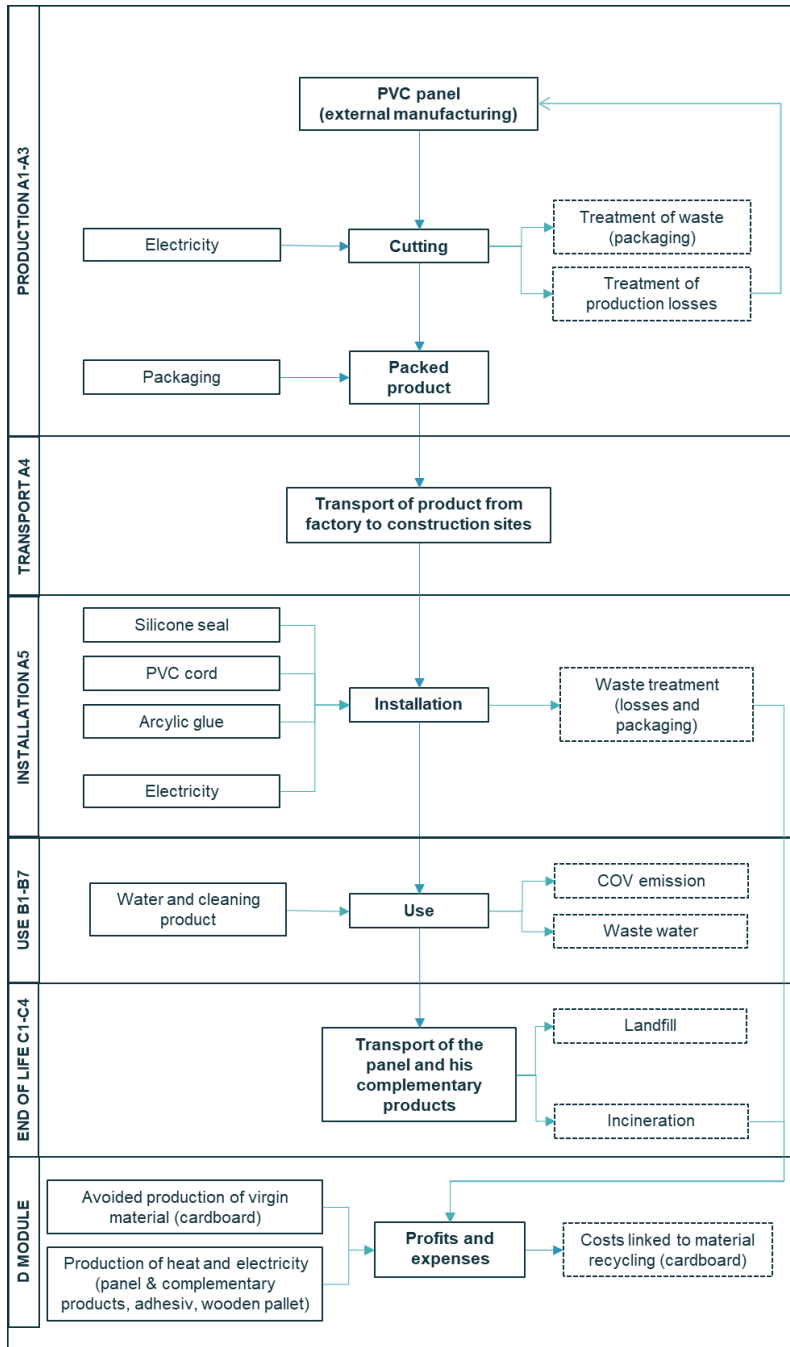 PRODUCTION A1-A3
PVC panel
(external manufacturing)
Electricity
Cutting
Treatment of waste
(packaging)
Treatment of
production losses
Packaging
Packed
product
TRANSPORT A4
Transport of product from
factory to construction sites
INSTALLATION A5
Silicone seal
PVC cord
Arcylic glue
Electricity
Installation
Waste treatment
(losses and
packaging)
USE B1-B7
Water and cleaning
product
Use
COV emission
Waste water
END OF LIFE C1-C4
Transport of the
panel and his
complementary
products
Landfill
Incineration
D MODULE
Avoided production of virgin
material (cardboard)
Production of heat and electricity
(panel & complementary
products, adhesiv, wooden pallet)
Profits and
expenses
Costs linked to material
recycling (cardboard)